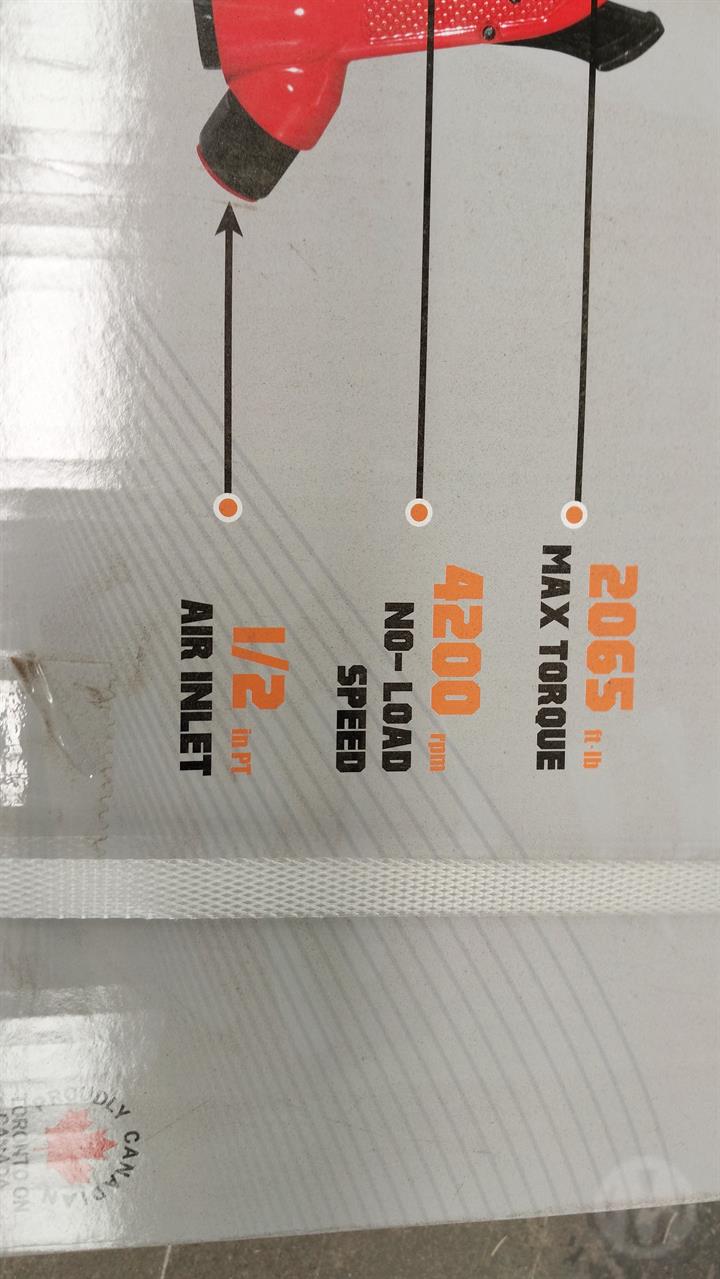 2065 ft-lb
MAX TORQUE
4200 rpm
NO-LOAD
SPEED
1/2 in.PT
AIR INLET
PROUDLY CANADIAN
TORONTO ON
CANADA